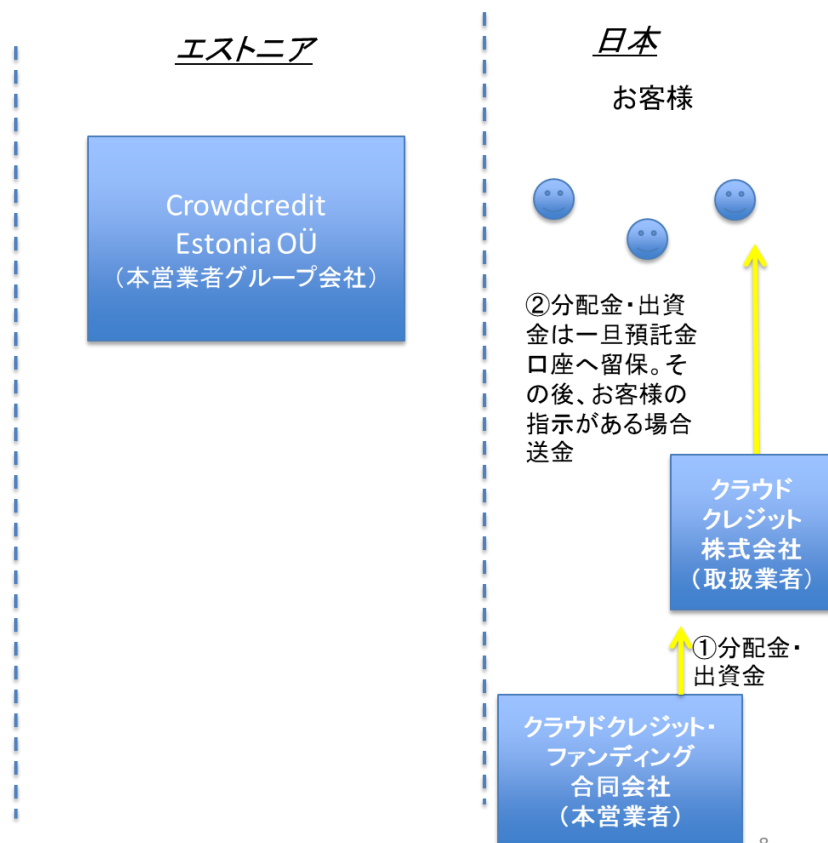 エストニア
日本
お客様
Crowdcredit
Estonia OÜ
（本営業者グループ会社）
②分配金・出資
金は一旦預託金
口座へ留保。そ
の後、お客様の
指示がある場合
送金
クラウド
クレジット
株式会社
（取扱業者）
①分配金・
出資金
クラウドクレジット・
ファンディング
合同会社
（本営業者）